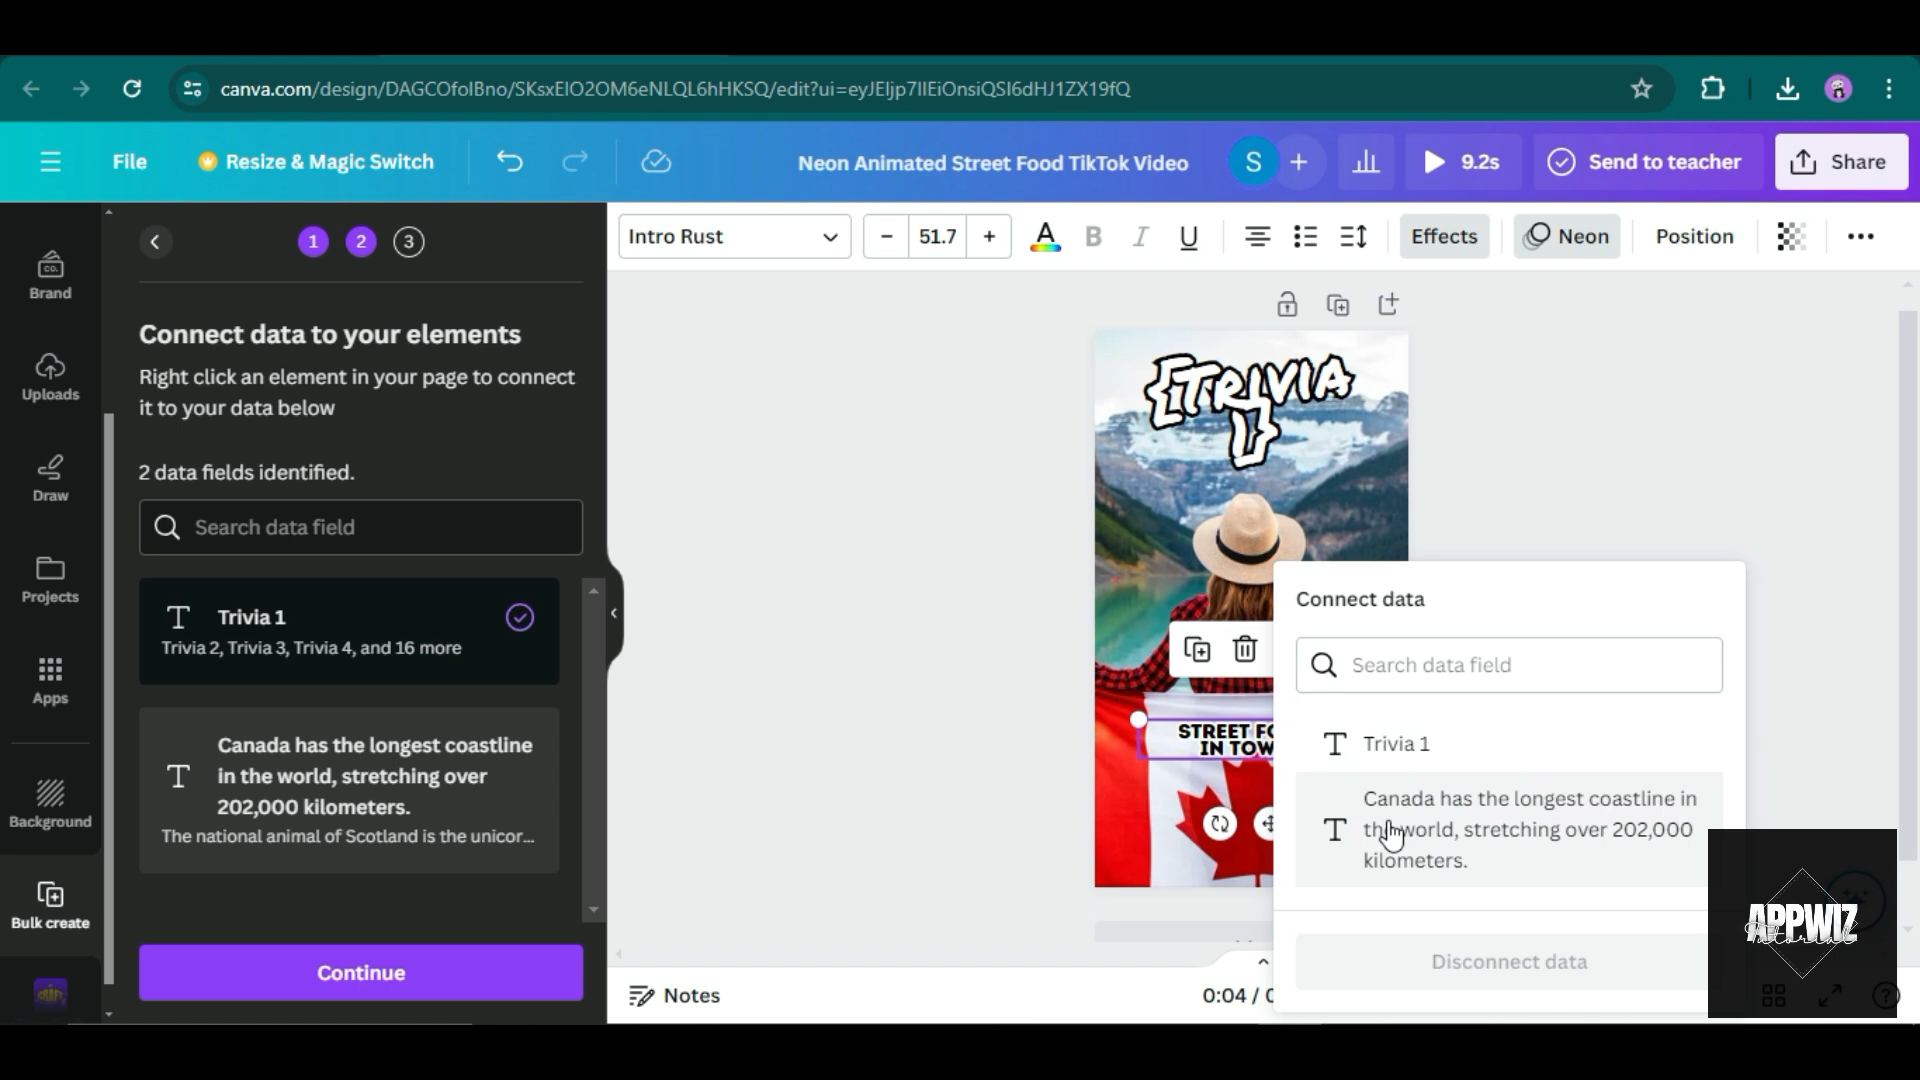 canva.com/design/DAGCOfolBno/SKsxEIO2OM6eNLQL6hHKSQ/edit?ui=eyJEIjp7IlEiOnsiQSI6dHJ1ZX19fQ
File
Resize & Magic Switch
Neon Animated Street Food TikTok Video
S
+
9.2s
Send to teacher
Share
Brand
Uploads
Draw
Projects
Apps
Background
Bulk create
1
2
3
Connect data to your elements
Right click an element in your page to connect
it to your data below
2 data fields identified.
Search data field
Trivia 1
Trivia 2, Trivia 3, Trivia 4, and 16 more
Canada has the longest coastline
in the world, stretching over
202,000 kilometers.
The national animal of Scotland is the unicor...
Continue
Intro Rust
- 51.7 +
A B I U
Effects
Neon
Position
{TRIVIA
1}
STREET FO
IN TOW
Connect data
Search data field
Trivia 1
Canada has the longest coastline in
the world, stretching over 202,000
kilometers.
Disconnect data
Notes
0:04 /
APPWIZ
Tutorial